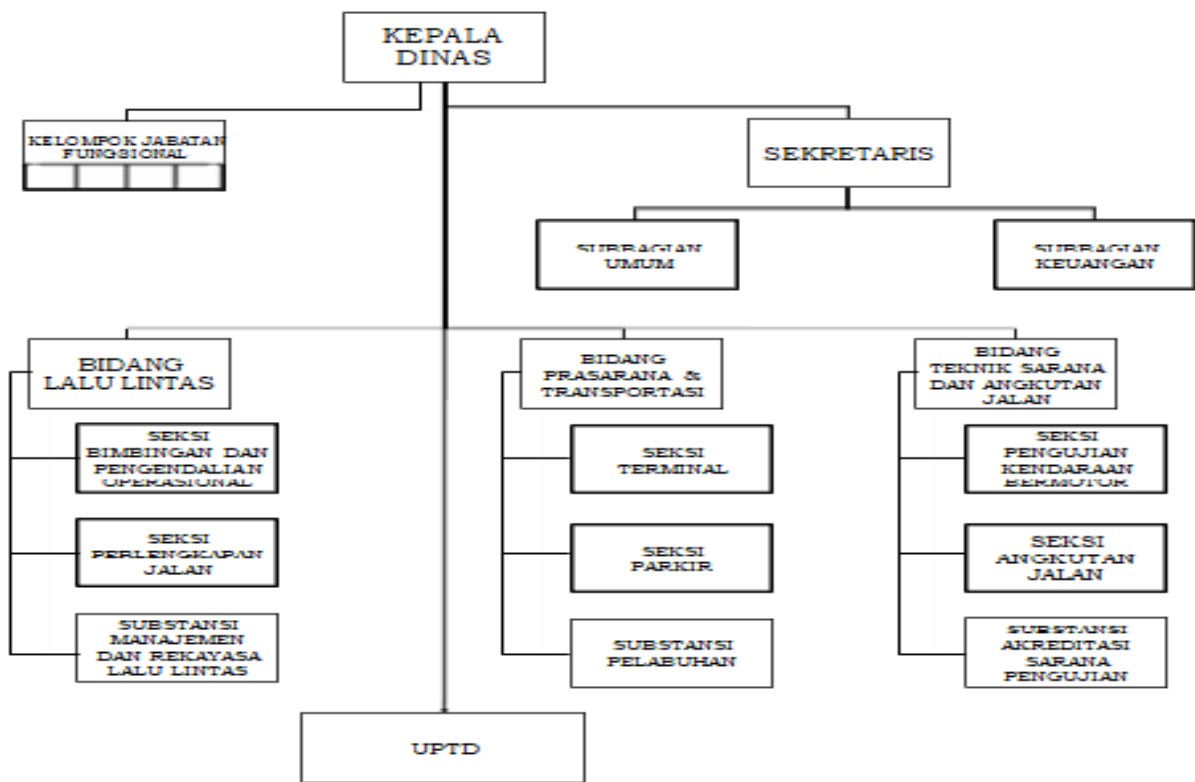 KEPALA
DINAS
KELOMPOK JABATAN
FUNGSIONAL
SEKRETARIS
SUBBAGIAN
UMUM
SUBBAGIAN
KEUANGAN
BIDANG
LALU LINTAS
BIDANG
PRASARANA &
TRANSPORTASI
BIDANG
TEKNIK SARANA
DAN ANGKUTAN
JALAN
SEKSI
BIMBINGAN DAN
PENGENDALIAN
OPERASIONAL
SEKSI
TERMINAL
SEKSI
PENGUJIAN
KENDARAAN
BERMOTOR
SEKSI
PERLENGKAPAN
JALAN
SEKSI
PARKIR
SEKSI
ANGKUTAN
JALAN
SUBSTANSI
MANAJEMEN
DAN REKAYASA
LALU LINTAS
SUBSTANSI
PELABUHAN
SUBSTANSI
AKREDITASI
SARANA
PENGUJIAN
UPTD